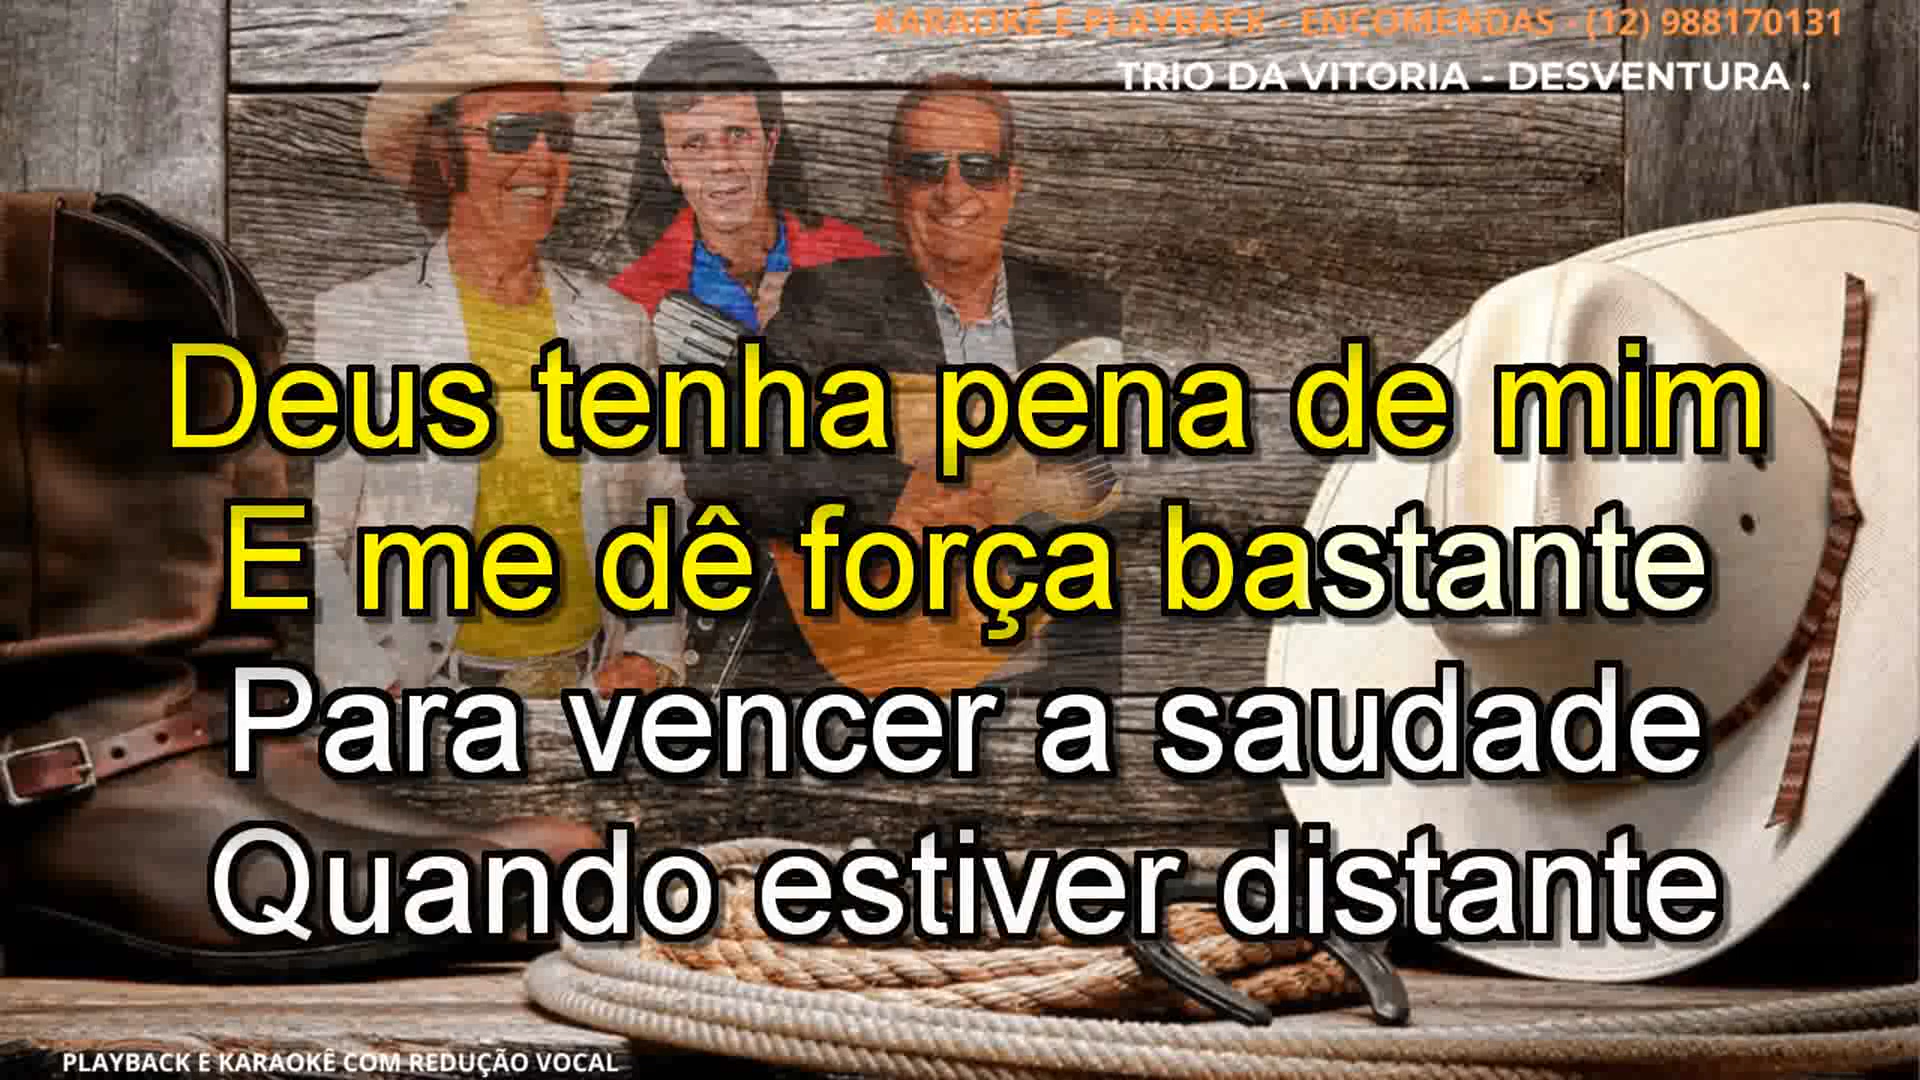 KARAOKÊ E PLAYBACK - ENCOMENDAS - (12) 988170131
TRIO DA VITORIA - DESVENTURA .
Deus tenha pena de mim
E me dê força bastante
Para vencer a saudade
Quando estiver distante
PLAYBACK E KARAOKÊ COM REDUÇÃO VOCAL